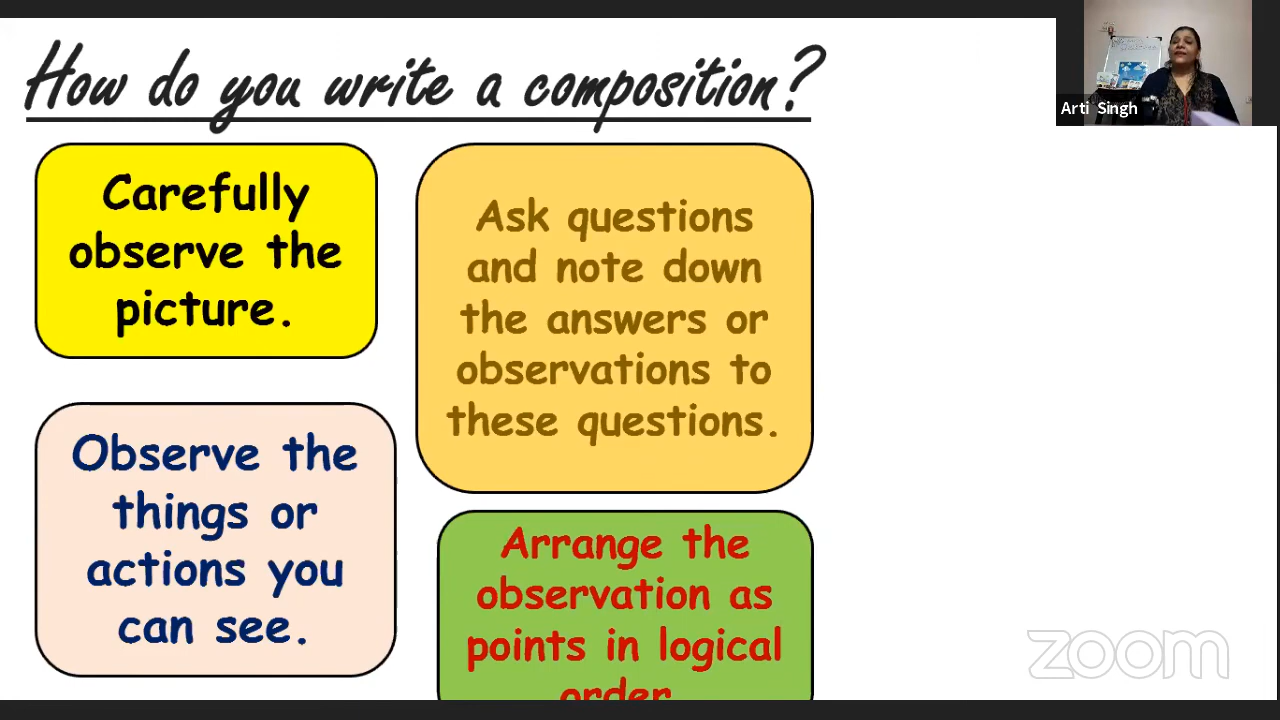 How do you write a composition?
Carefully
observe the
picture.
Ask questions
and note down
the answers or
observations to
these questions.
Observe the
things or
actions you
can see.
Arrange the
observation as
points in logical
order
Arti Singh
zoom